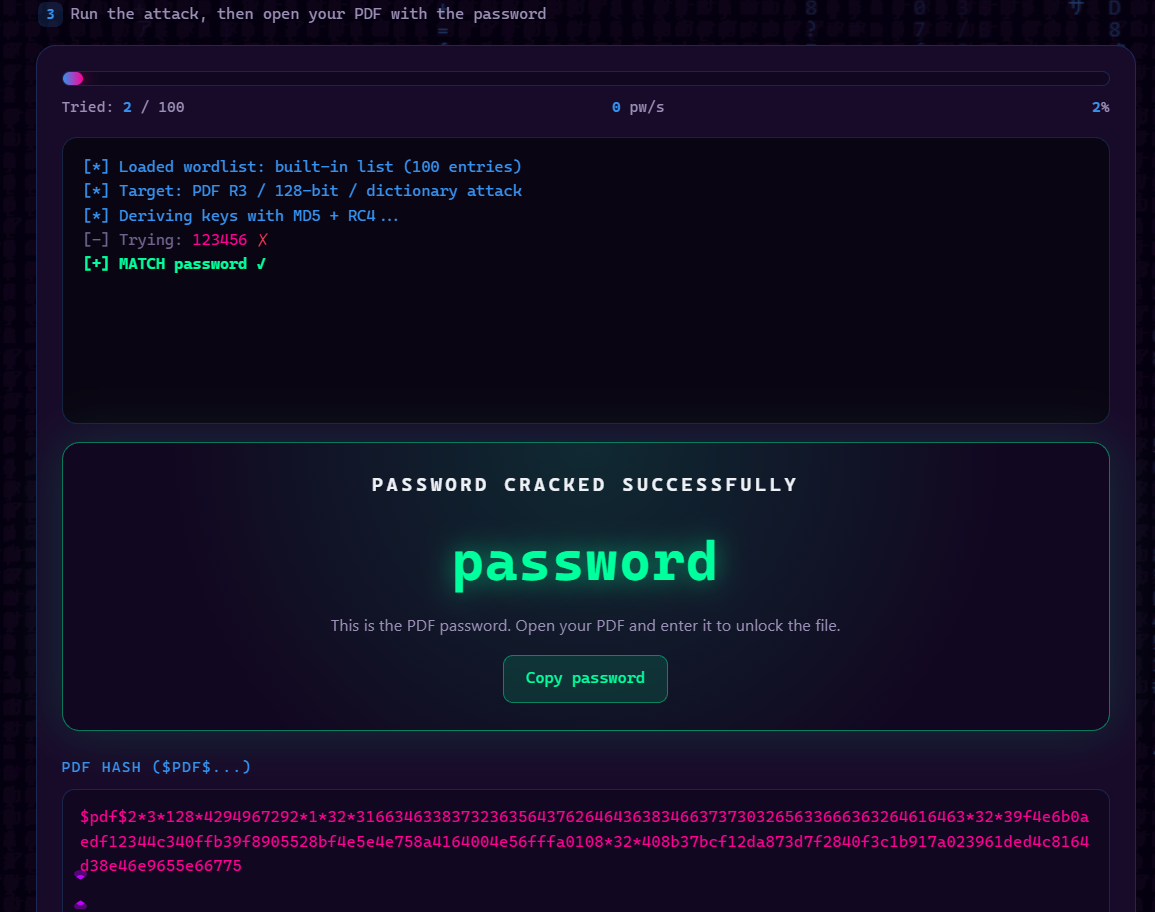 3 Run the attack, then open your PDF with the password
Tried: 2 / 100
0 pw/s
2%
[*] Loaded wordlist: built-in list (100 entries)
[*] Target: PDF R3 / 128-bit / dictionary attack
[*] Deriving keys with MD5 + RC4...
[-] Trying: 123456 ✗
[+] MATCH password ✓
PASSWORD CRACKED SUCCESSFULLY
password
This is the PDF password. Open your PDF and enter it to unlock the file.
Copy password
PDF HASH ($PDF$...)
$pdf$2*3*128*4294967292*1*32*31663463383732363564376264643638346637373032656336663632646164​63*32*39f4e6b0a
edf12344c340ffb39f8905528bf4e5e4e758a4164004e56fffa0108*32*408b37bcf12da873d7f2840f3c1b917a023961ded4c8164
d38e46e9655e66775